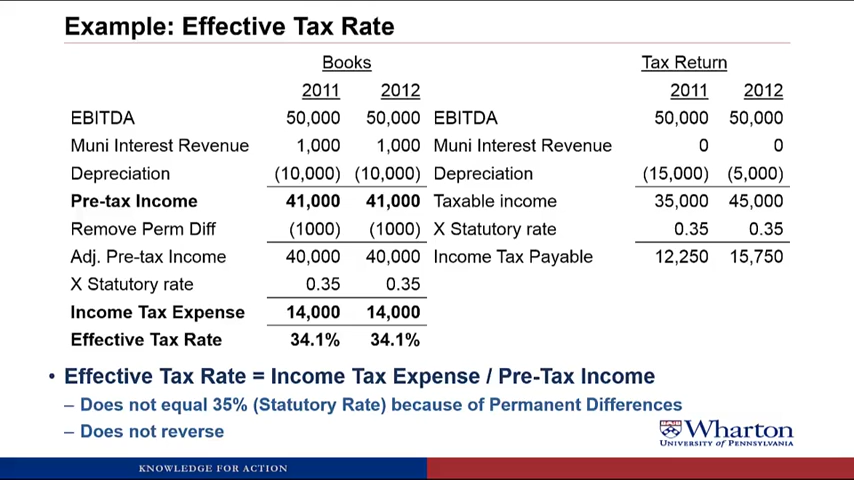 Example: Effective Tax Rate
Books Tax Return
2011 2012 2011 2012
EBITDA 50,000 50,000 EBITDA 50,000 50,000
Muni Interest Revenue 1,000 1,000 Muni Interest Revenue 0 0
Depreciation (10,000) (10,000) Depreciation (15,000) (5,000)
Pre-tax Income 41,000 41,000 Taxable income 35,000 45,000
Remove Perm Diff (1000) (1000) X Statutory rate 0.35 0.35
Adj. Pre-tax Income 40,000 40,000 Income Tax Payable 12,250 15,750
X Statutory rate 0.35 0.35
Income Tax Expense 14,000 14,000
Effective Tax Rate 34.1% 34.1%
• Effective Tax Rate = Income Tax Expense / Pre-Tax Income
– Does not equal 35% (Statutory Rate) because of Permanent Differences
– Does not reverse
Wharton
UNIVERSITY of PENNSYLVANIA
KNOWLEDGE FOR ACTION